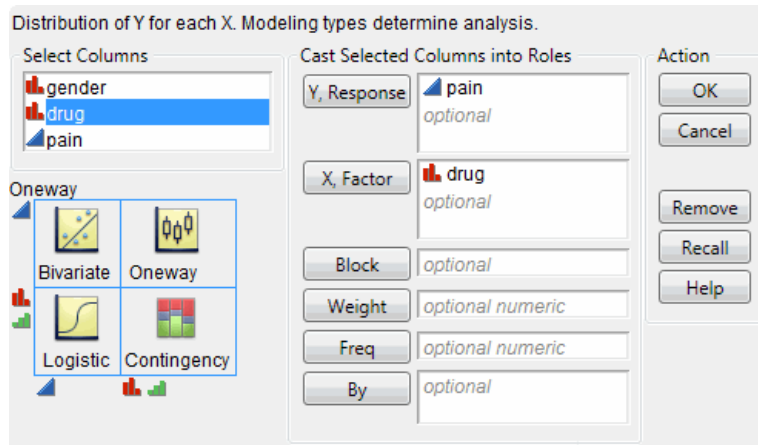 Distribution of Y for each X. Modeling types determine analysis.
Select Columns
gender
drug
pain
Oneway
Bivariate
Oneway
Logistic
Contingency
Cast Selected Columns into Roles
Y, Response
pain
optional
X, Factor
drug
optional
Block
optional
Weight
optional numeric
Freq
optional numeric
By
optional
Action
OK
Cancel
Remove
Recall
Help